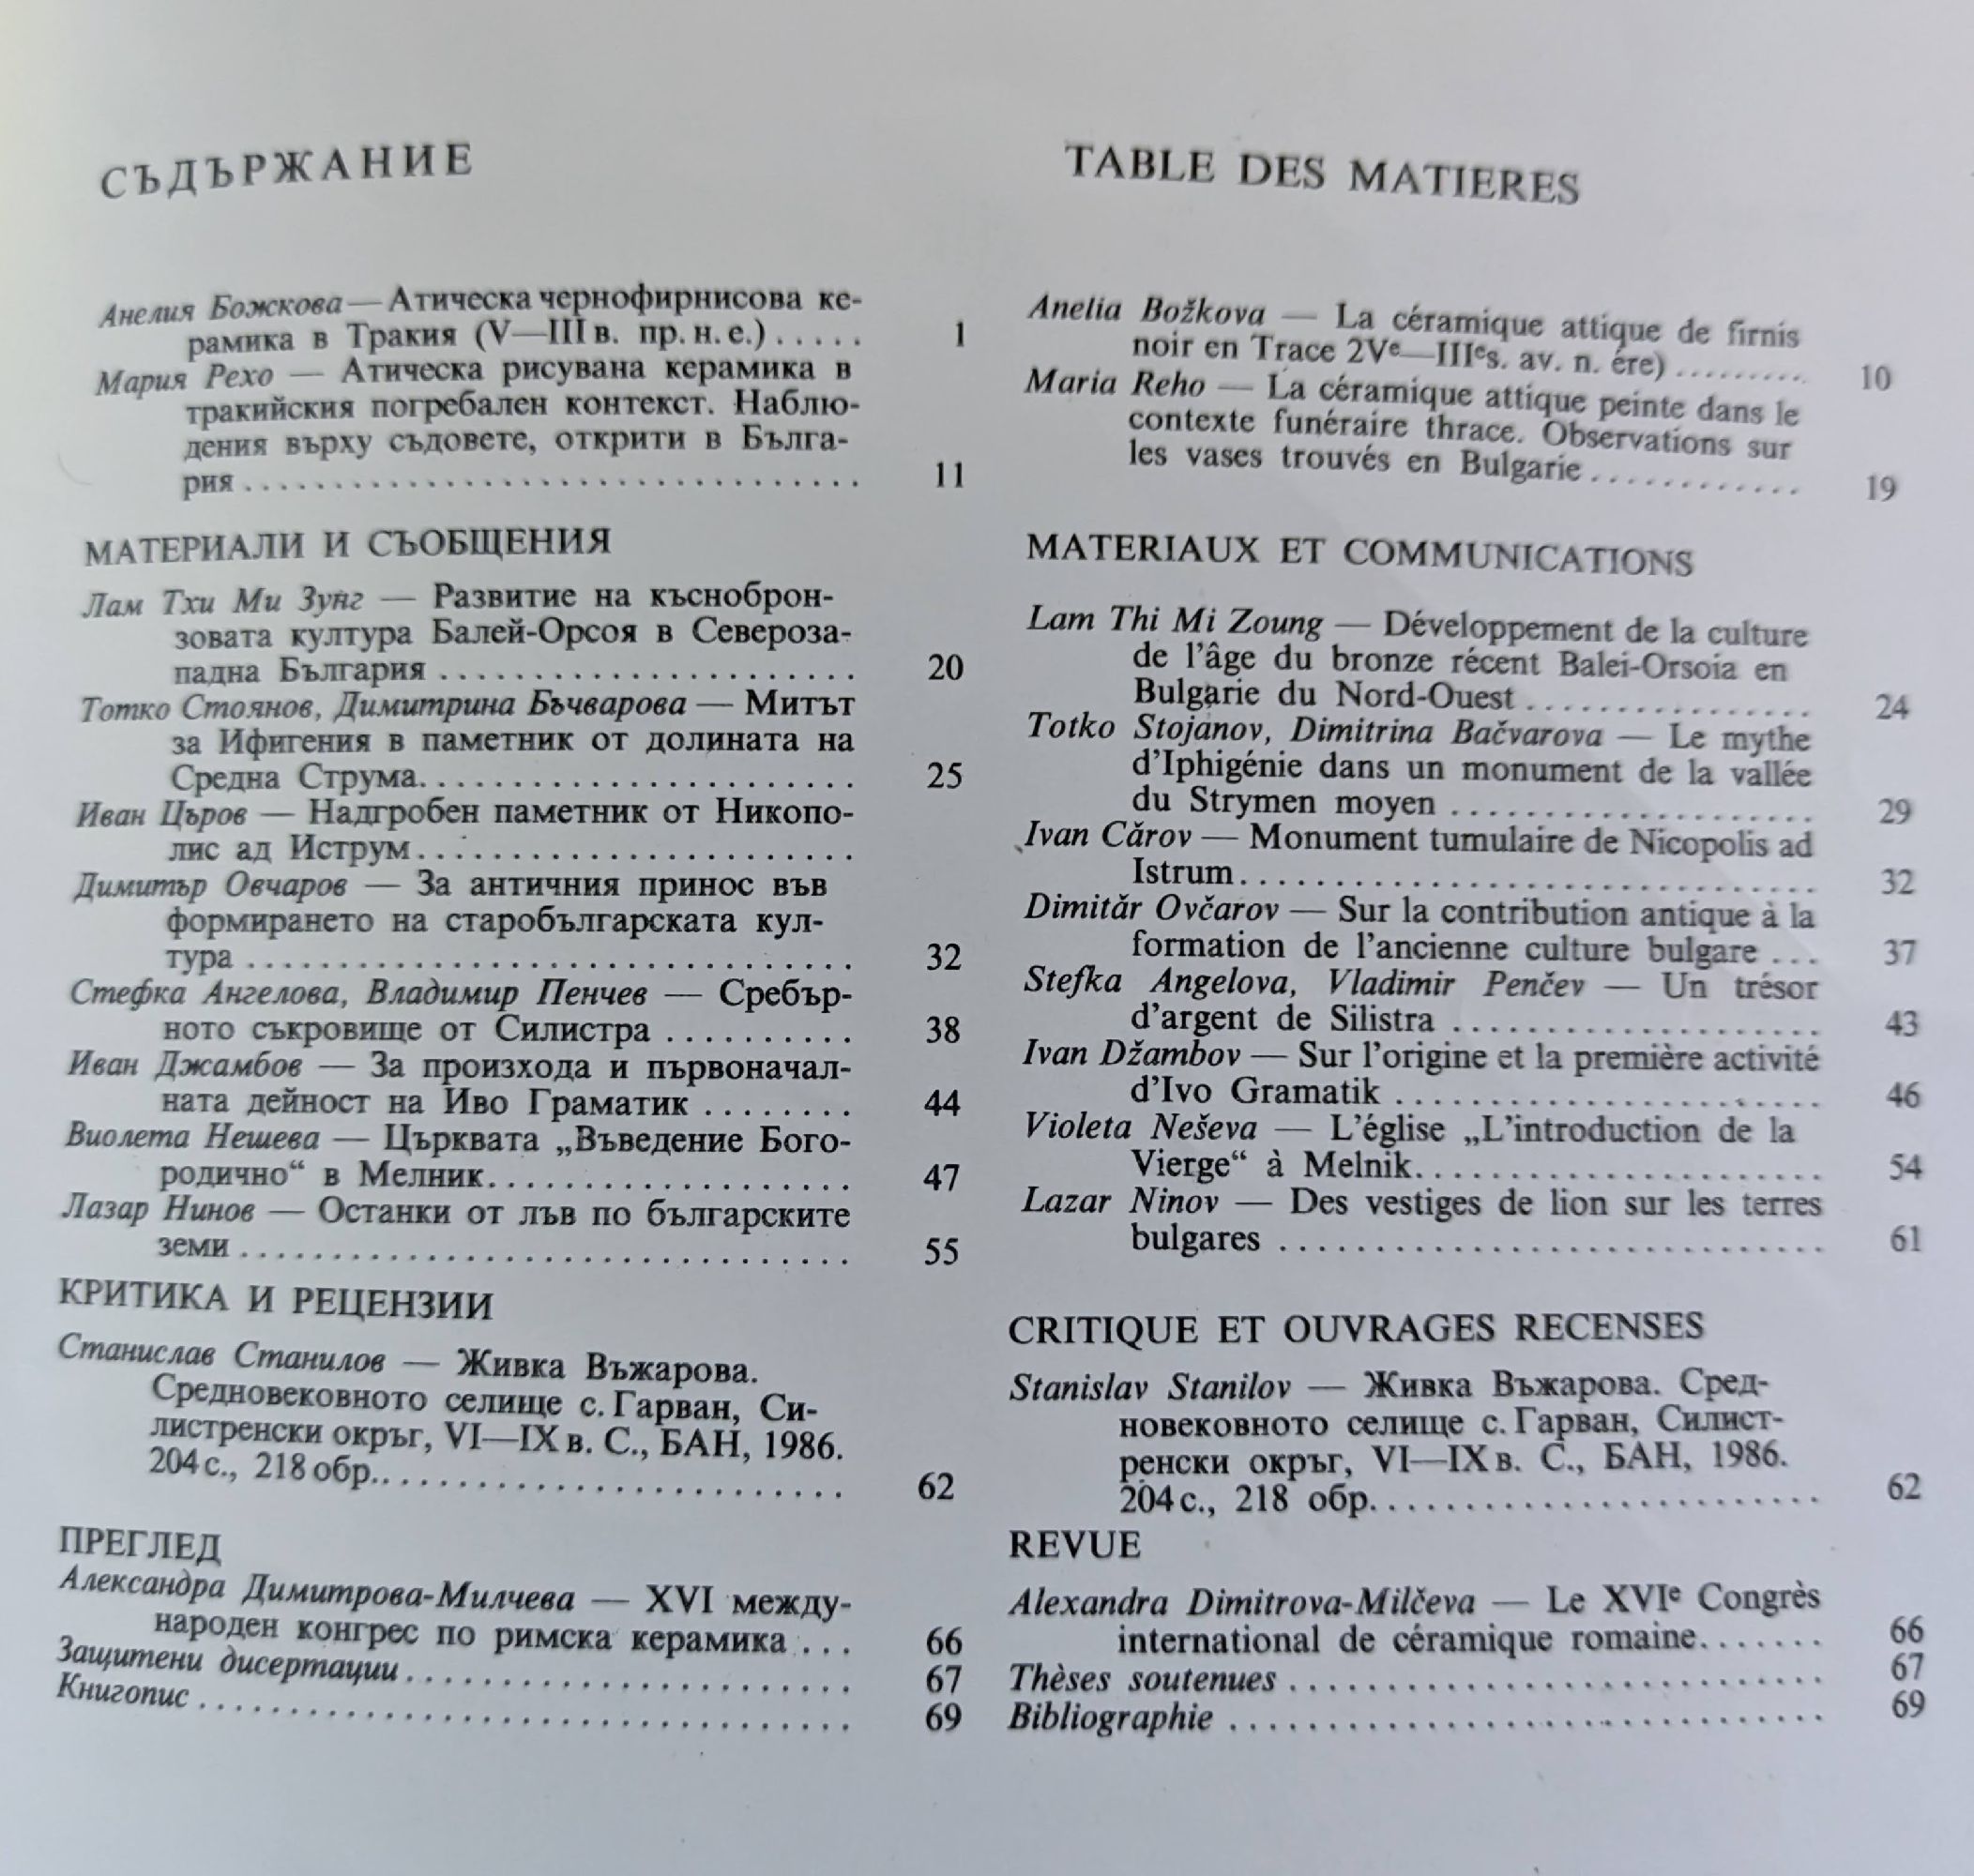 СЪДЪРЖАНИЕ
Анелия Божкова — Атическа чернофирнисова ке-
рамика в Тракия (V—III в. пр. н. е.) ..... 1
Мария Рехо — Атическа рисувана керамика в
тракийския погребален контекст. Наблю-
дения върху съдовете, открити в Бълга-
рия .................................. 11
МАТЕРИАЛИ И СЪОБЩЕНИЯ
Лам Тхи Ми Зунг — Развитие на късноброн-
зовата култура Балей-Орсоя в Североза-
падна България ....................... 20
Тотко Стоянов, Димитрина Бъчварова — Митът
за Ифигения в паметник от долината на
Средна Струма........................ 25
Иван Църов — Надгробен паметник от Никопо-
лис ад Иструм........................
Димитър Овчаров — За античния принос във
формирането на старобългарската кул-
тура ................................. 32
Стефка Ангелова, Владимир Пенчев — Сребър-
ното съкровище от Силистра .......... 38
Иван Джамбов — За произхода и първоначал-
ната дейност на Иво Граматик ........ 44
Виолета Нешева — Църквата „Въведение Бого-
родично“ в Мелник.................... 47
Лазар Нинов — Останки от лъв по българските
земи ................................. 55
КРИТИКА И РЕЦЕНЗИИ
Станислав Станилов — Живка Въжарова.
Средновековното селище с. Гарван, Си-
листренски окръг, VI—IX в. С., БАН, 1986.
204 с., 218 обр.......................... 62
ПРЕГЛЕД
Александра Димитрова-Милчева — XVI между-
народен конгрес по римска керамика ... 66
Защитени дисертации......................... 67
Книгопис .................................... 69
TABLE DES MATIERES
Anelia Božkova — La céramique attique de firnis
noir en Trace 2Vᵉ—IIIᵉs. av. n. ére) ......... 10
Maria Reho — La céramique attique peinte dans le
contexte funéraire thrace. Observations sur
les vases trouvés en Bulgarie ............ 19
MATERIAUX ET COMMUNICATIONS
Lam Thi Mi Zoung — Développement de la culture
de l’âge du bronze récent Balei-Orsoia en
Bulgarie du Nord-Ouest ................ 24
Totko Stojanov, Dimitrina Bačvarova — Le mythe
d’Iphigénie dans un monument de la vallée
du Strymen moyen .................... 29
Ivan Cărov — Monument tumulaire de Nicopolis ad
Istrum................................ 32
Dimităr Ovčarov — Sur la contribution antique à la
formation de l’ancienne culture bulgare ... 37
Stefka Angelova, Vladimir Penčev — Un trésor
d’argent de Silistra .................... 43
Ivan Džambov — Sur l’origine et la première activité
d’Ivo Gramatik ........................ 46
Violeta Neševa — L’église „L’introduction de la
Vierge“ à Melnik....................... 54
Lazar Ninov — Des vestiges de lion sur les terres
bulgares .............................. 61
CRITIQUE ET OUVRAGES RECENSES
Stanislav Stanilov — Живка Въжарова. Сред-
новековното селище с. Гарван, Силист-
ренски окръг, VI—IX в. С., БАН, 1986.
204 с., 218 обр......................... 62
REVUE
Alexandra Dimitrova-Milčeva — Le XVIᵉ Congrès
international de céramique romaine....... 66
Thèses soutenues ............................. 67
Bibliographie ................................. 69